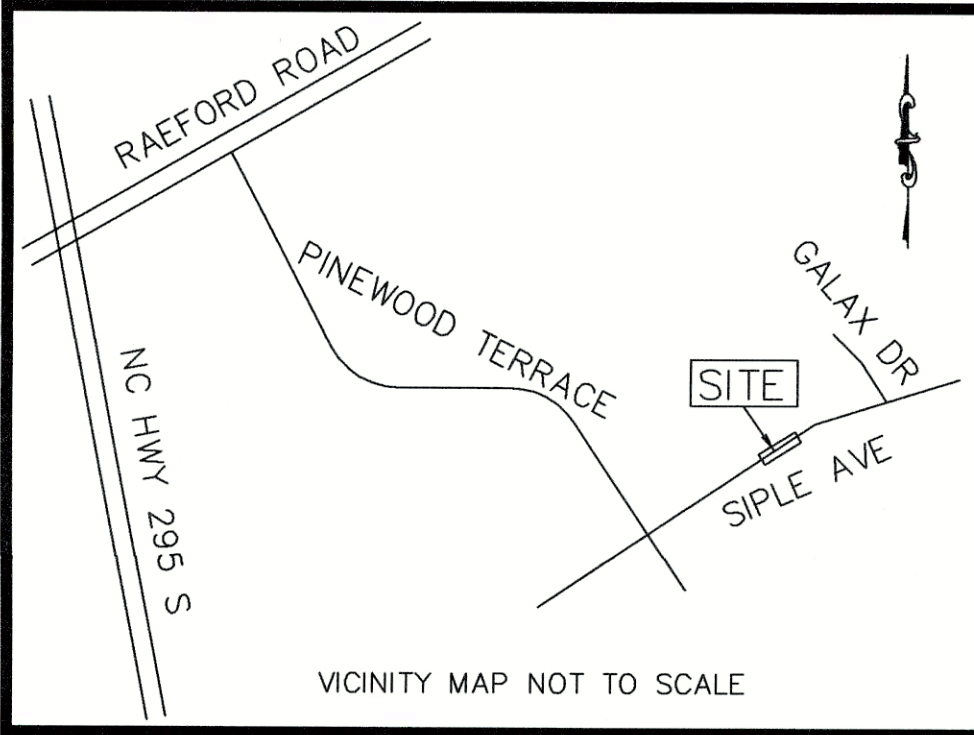 RAEFORD ROAD
PINEWOOD TERRACE
GALAX DR
SITE
SIPLE AVE
NC HWY 295 S
VICINITY MAP NOT TO SCALE